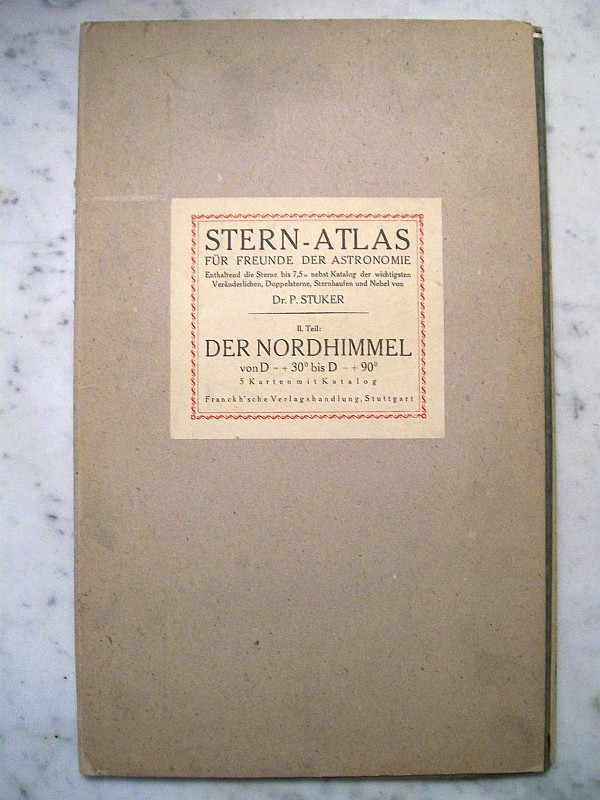 STERN-ATLAS
FÜR FREUNDE DER ASTRONOMIE
Enthaltend die Sterne bis 7,5m nebst Katalog der wichtigsten
Veränderlichen, Doppelsterne, Sternhaufen und Nebel von
Dr. P. STUKER
II. Teil:
DER NORDHIMMEL
von D = + 30° bis D = + 90°
5 Karten mit Katalog
Franckh'sche Verlagshandlung, Stuttgart